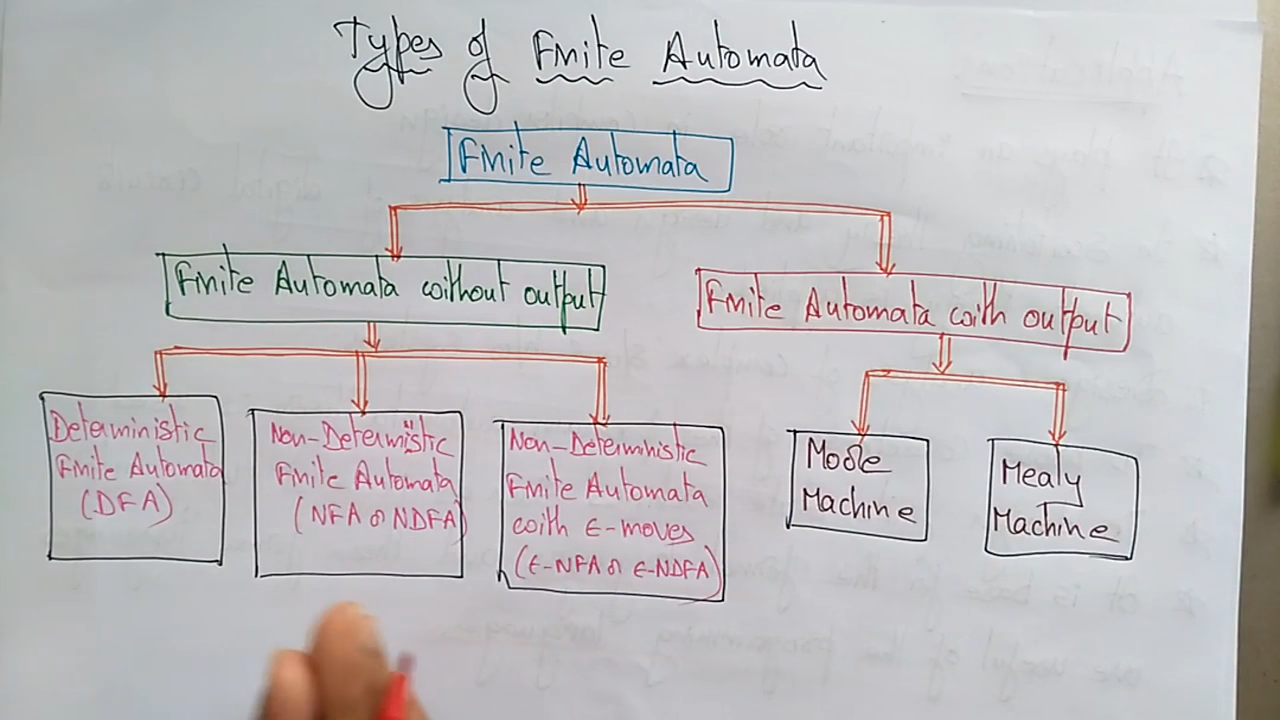 Types of Finite Automata
Finite Automata
Finite Automata without output
Finite Automata with output
Deterministic
Finite Automata
(DFA)
Non-Deterministic
Finite Automata
(NFA or NDFA)
Non-Deterministic
Finite Automata
with ε-moves
(ε-NFA or ε-NDFA)
Moore
Machine
Mealy
Machine